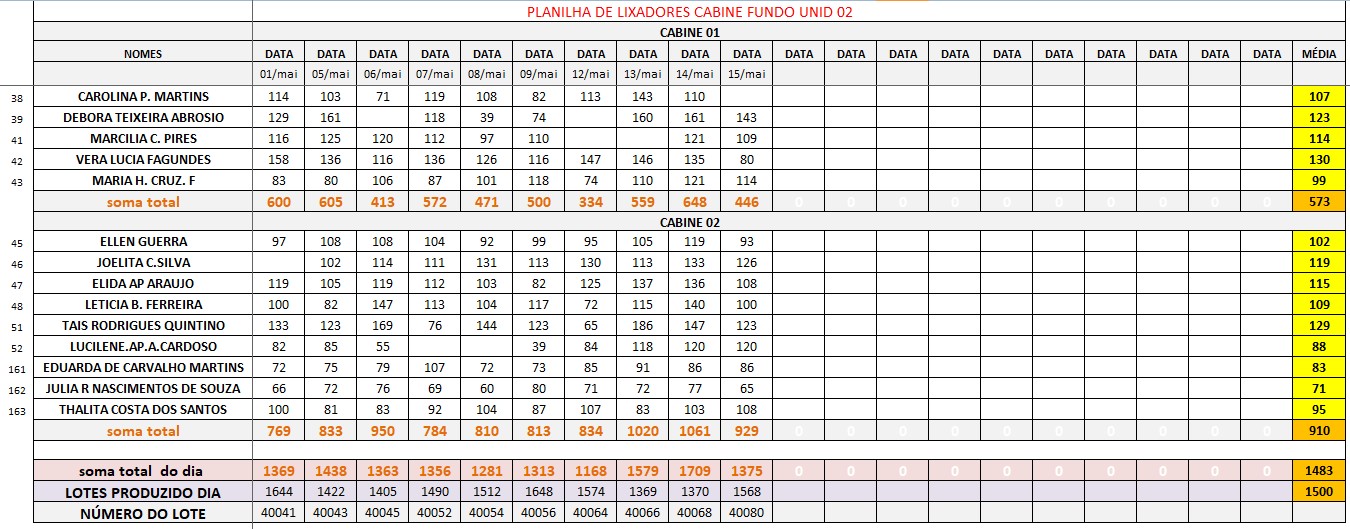 PLANILHA DE LIXADORES CABINE FUNDO UNID 02
CABINE 01
NOMES DATA DATA DATA DATA DATA DATA DATA DATA DATA DATA DATA DATA DATA DATA DATA DATA DATA DATA DATA DATA DATA DATA MÉDIA
01/mai 05/mai 06/mai 07/mai 08/mai 09/mai 12/mai 13/mai 14/mai 15/mai
38 CAROLINA P. MARTINS 114 103 71 119 108 82 113 143 110 107
39 DEBORA TEIXEIRA ABROSIO 129 161 118 39 74 160 161 143 123
41 MARCILIA C. PIRES 116 125 120 112 97 110 121 109 114
42 VERA LUCIA FAGUNDES 158 136 116 136 126 116 147 146 135 80 130
43 MARIA H. CRUZ. F 83 80 106 87 101 118 74 110 121 114 99
soma total 600 605 413 572 471 500 334 559 648 446 0 0 0 0 0 0 0 0 0 0 0 573
CABINE 02
45 ELLEN GUERRA 97 108 108 104 92 99 95 105 119 93 102
46 JOELITA C.SILVA 102 114 111 131 113 130 113 133 126 119
47 ELIDA AP ARAUJO 119 105 119 112 103 82 125 137 136 108 115
48 LETICIA B. FERREIRA 100 82 147 113 104 117 72 115 140 100 109
51 TAIS RODRIGUES QUINTINO 133 123 169 76 144 123 65 186 147 123 129
52 LUCILENE.AP.A.CARDOSO 82 85 55 39 84 118 120 120 88
161 EDUARDA DE CARVALHO MARTINS 72 75 79 107 72 73 85 91 86 86 83
162 JULIA R NASCIMENTOS DE SOUZA 66 72 76 69 60 80 71 72 77 65 71
163 THALITA COSTA DOS SANTOS 100 81 83 92 104 87 107 83 103 108 95
soma total 769 833 950 784 810 813 834 1020 1061 929 0 0 0 0 0 0 0 0 0 0 0 910
soma total do dia 1369 1438 1363 1356 1281 1313 1168 1579 1709 1375 0 0 0 0 0 0 0 0 0 0 0 1483
LOTES PRODUZIDO DIA 1644 1422 1405 1490 1512 1648 1574 1369 1370 1568 1500
NÚMERO DO LOTE 40041 40043 40045 40052 40054 40056 40064 40066 40068 40080